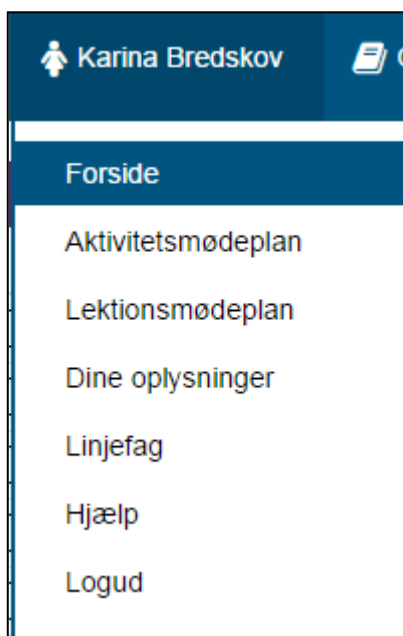 Karina Bredskov
Forside
Aktivitetsmødeplan
Lektionsmødeplan
Dine oplysninger
Linjefag
Hjælp
Logud